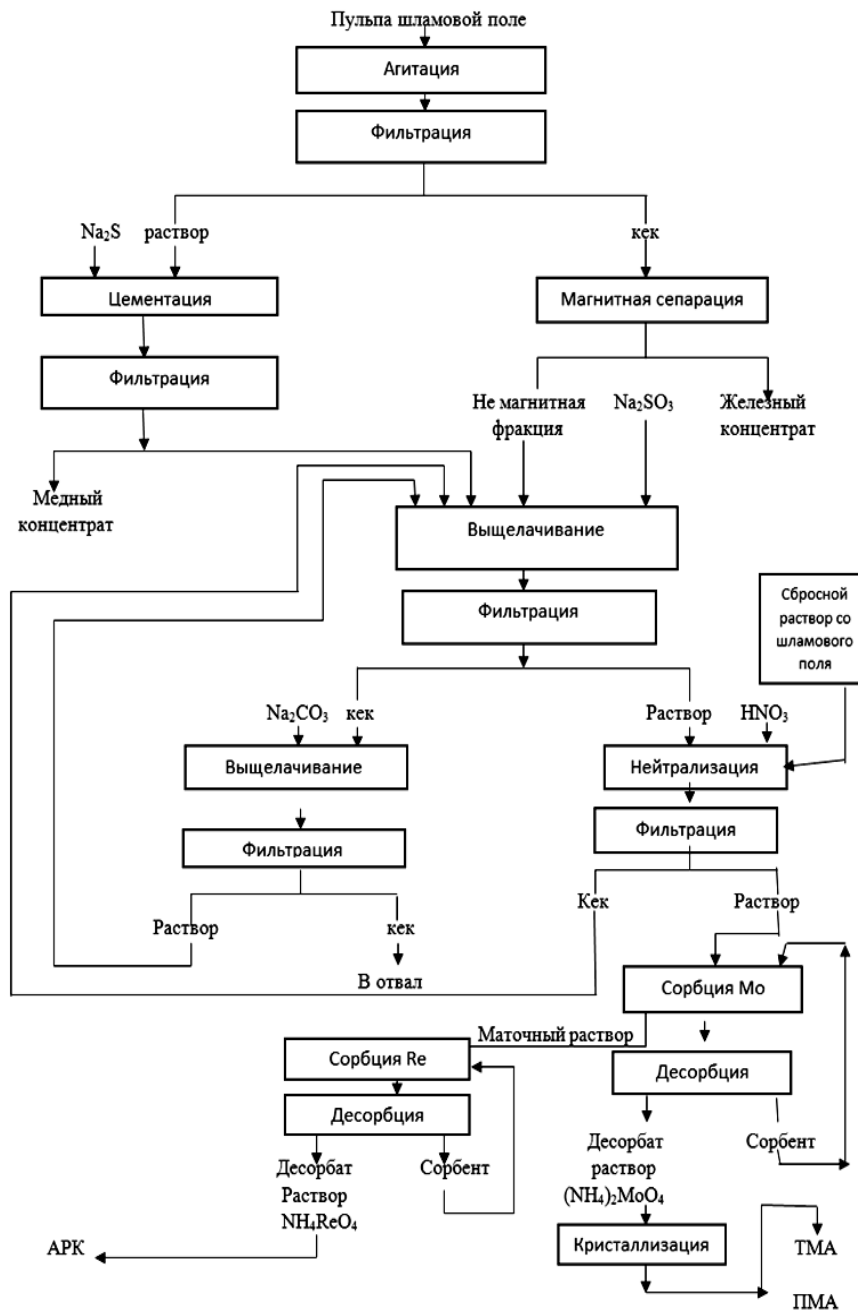 Пульпа шламовой поле
Агитация
Фильтрация
Na₂S
раствор
кек
Цементация
Магнитная сепарация
Фильтрация
Не магнитная
фракция
Na₂SO₃
Железный
концентрат
Медный
концентрат
Выщелачивание
Фильтрация
Сбросной
раствор со
шламового
поля
Na₂CO₃
кек
Раствор
HNO₃
Выщелачивание
Нейтрализация
Фильтрация
Фильтрация
Раствор
кек
Кек
Раствор
В отвал
Сорбция Мо
Маточный раствор
Сорбция Re
Десорбция
Десорбция
Десорбат
Раствор
NH₄ReO₄
Сорбент
Десорбат
раствор
(NH₄)₂MoO₄
Сорбент
АРК
Кристаллизация
ТМА
ПМА